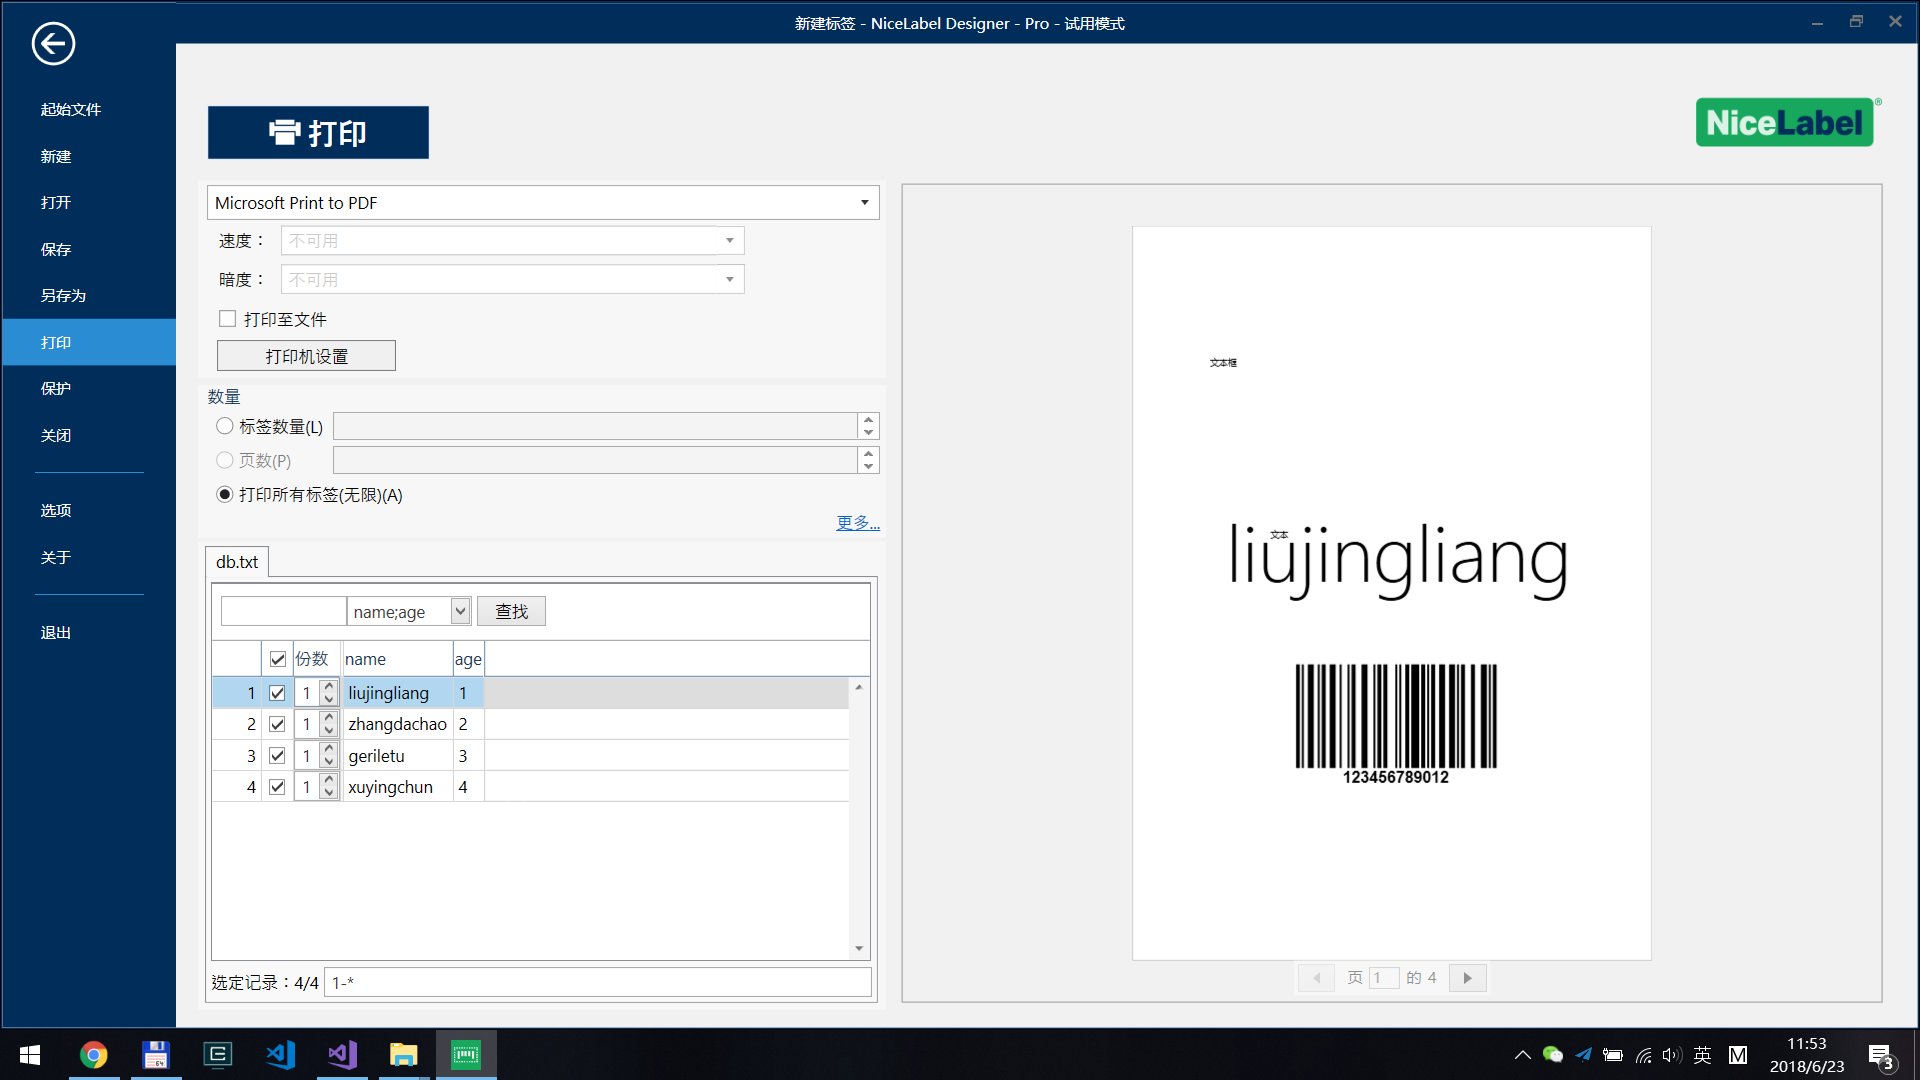 新建标签 - NiceLabel Designer - Pro - 试用模式
起始文件
新建
打开
保存
另存为
打印
保护
关闭
选项
关于
退出
打印
NiceLabel®
Microsoft Print to PDF
速度： 不可用
暗度： 不可用
打印至文件
打印机设置
数量
标签数量(L)
页数(P)
打印所有标签(无限)(A)
更多...
db.txt
name;age 查找
份数 name age
1 1 liujingliang 1
2 1 zhangdachao 2
3 1 geriletu 3
4 1 xuyingchun 4
选定记录：4/4 1-*
文本框
文本
liujingliang
123456789012
页 1 的 4
64
英 M
11:53
2018/6/23
3